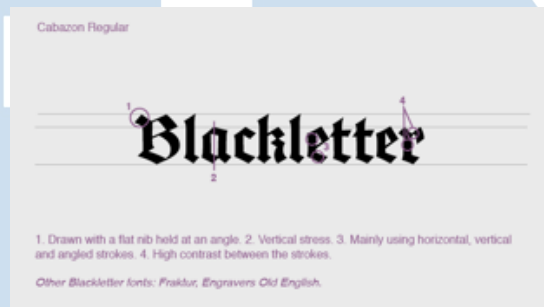 Cabazon Regular
1
4
Blackletter
3
2
1. Drawn with a flat nib held at an angle. 2. Vertical stress. 3. Mainly using horizontal, vertical
and angled strokes. 4. High contrast between the strokes.
Other Blackletter fonts: Fraktur, Engravers Old English.